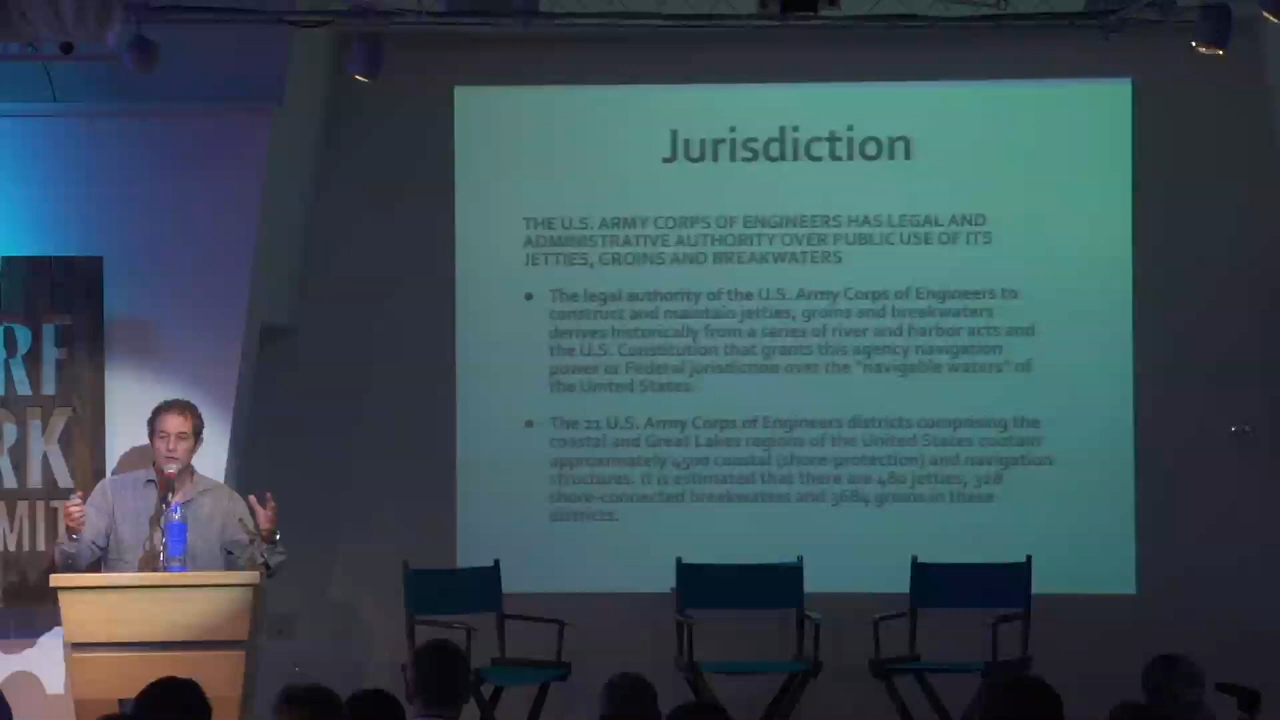 Jurisdiction
THE U.S. ARMY CORPS OF ENGINEERS HAS LEGAL AND
ADMINISTRATIVE AUTHORITY OVER PUBLIC USE OF ITS
JETTIES, GROINS AND BREAKWATERS
• The legal authority of the U.S. Army Corps of Engineers to
construct and maintain jetties, groins and breakwaters
derives historically from a series of river and harbor acts and
the U.S. Constitution that grants this agency navigation
power or Federal jurisdiction over the "navigable waters" of
the United States.
• The 21 U.S. Army Corps of Engineers districts comprising the
coastal and Great Lakes regions of the United States contain
approximately 4500 coastal (shore-protection) and navigation
structures. It is estimated that there are 480 jetties, 328
shore-connected breakwaters and 3684 groins in these
districts.
RF
RK
MIT